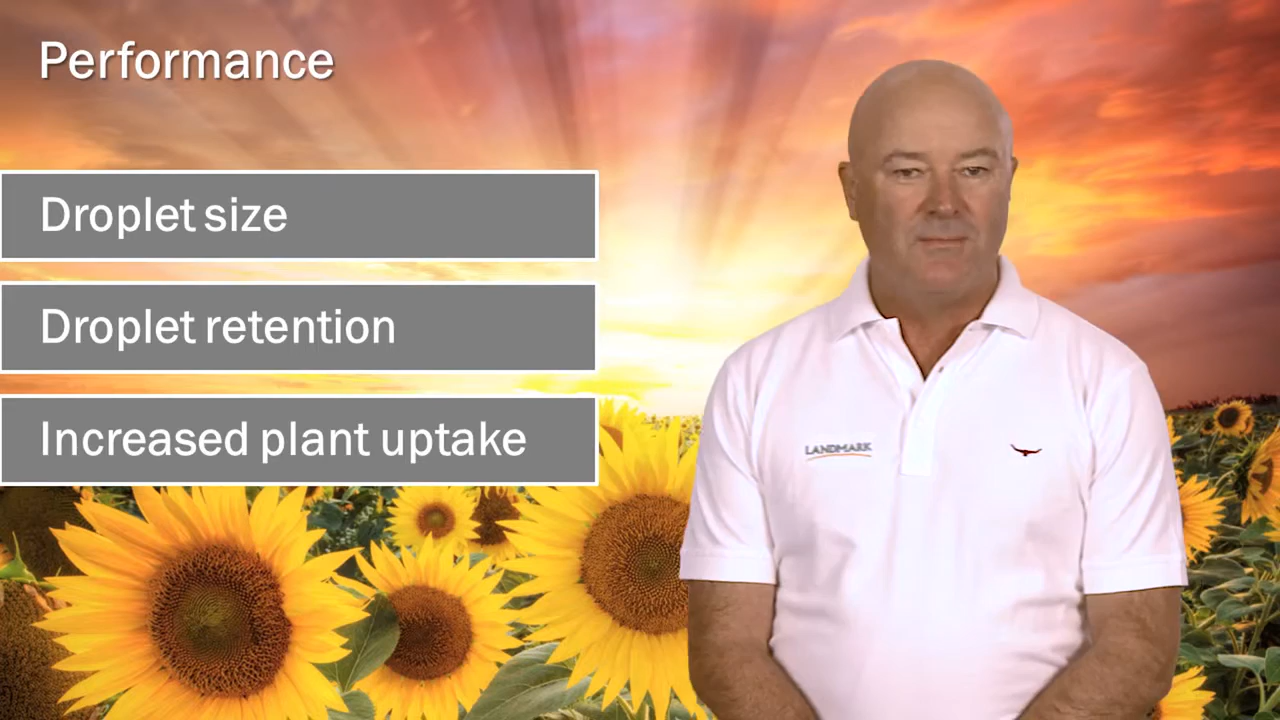 Performance
Droplet size
Droplet retention
Increased plant uptake
LANDMARK